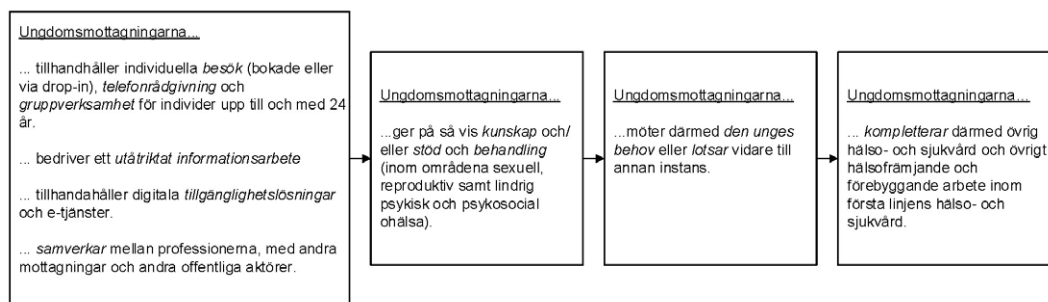 Ungdomsmottagningarna...
... tillhandhåller individuella besök (bokade eller
via drop-in), telefonrådgivning och
gruppverksamhet för individer upp till och med 24
år.
... bedriver ett utåtriktat informationsarbete
... tillhandahåller digitala tillgänglighetslösningar
och e-tjänster.
... samverkar mellan professionerna, med andra
mottagningar och andra offentliga aktörer.
Ungdomsmottagningarna...
...ger på så vis kunskap och/
eller stöd och behandling
(inom områdena sexuell,
reproduktiv samt lindrig
psykisk och psykosocial
ohälsa).
Ungdomsmottagningarna...
...möter därmed den unges
behov eller lotsar vidare till
annan instans.
Ungdomsmottagningarna...
... kompletterar därmed övrig
hälso- och sjukvård och övrigt
hälsofrämjande och
förebyggande arbete inom
första linjens hälso- och
sjukvård.